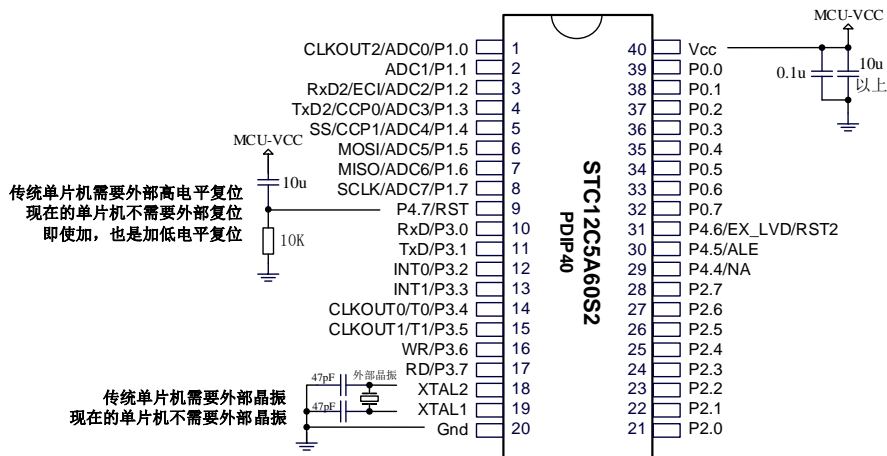 MCU-VCC
CLKOUT2/ADC0/P1.0 1 40 Vcc
ADC1/P1.1 2 39 P0.0
0.1u 10u
以上
RxD2/ECI/ADC2/P1.2 3 38 P0.1
TxD2/CCP0/ADC3/P1.3 4 37 P0.2
SS/CCP1/ADC4/P1.4 5 36 P0.3
MCU-VCC
MOSI/ADC5/P1.5 6 35 P0.4
MISO/ADC6/P1.6 7 34 P0.5
SCLK/ADC7/P1.7 8 33 P0.6
10u
传统单片机需要外部高电平复位
现在的单片机不需要外部复位
即使加，也是加低电平复位
P4.7/RST 9 32 P0.7
10K
RxD/P3.0 10 31 P4.6/EX_LVD/RST2
TxD/P3.1 11 30 P4.5/ALE
INT0/P3.2 12 29 P4.4/NA
INT1/P3.3 13 28 P2.7
CLKOUT0/T0/P3.4 14 27 P2.6
CLKOUT1/T1/P3.5 15 26 P2.5
WR/P3.6 16 25 P2.4
RD/P3.7 17 24 P2.3
STC12C5A60S2
PDIP40
47pF 外部晶振
XTAL2 18 23 P2.2
传统单片机需要外部晶振
现在的单片机不需要外部晶振
47pF
XTAL1 19 22 P2.1
Gnd 20 21 P2.0